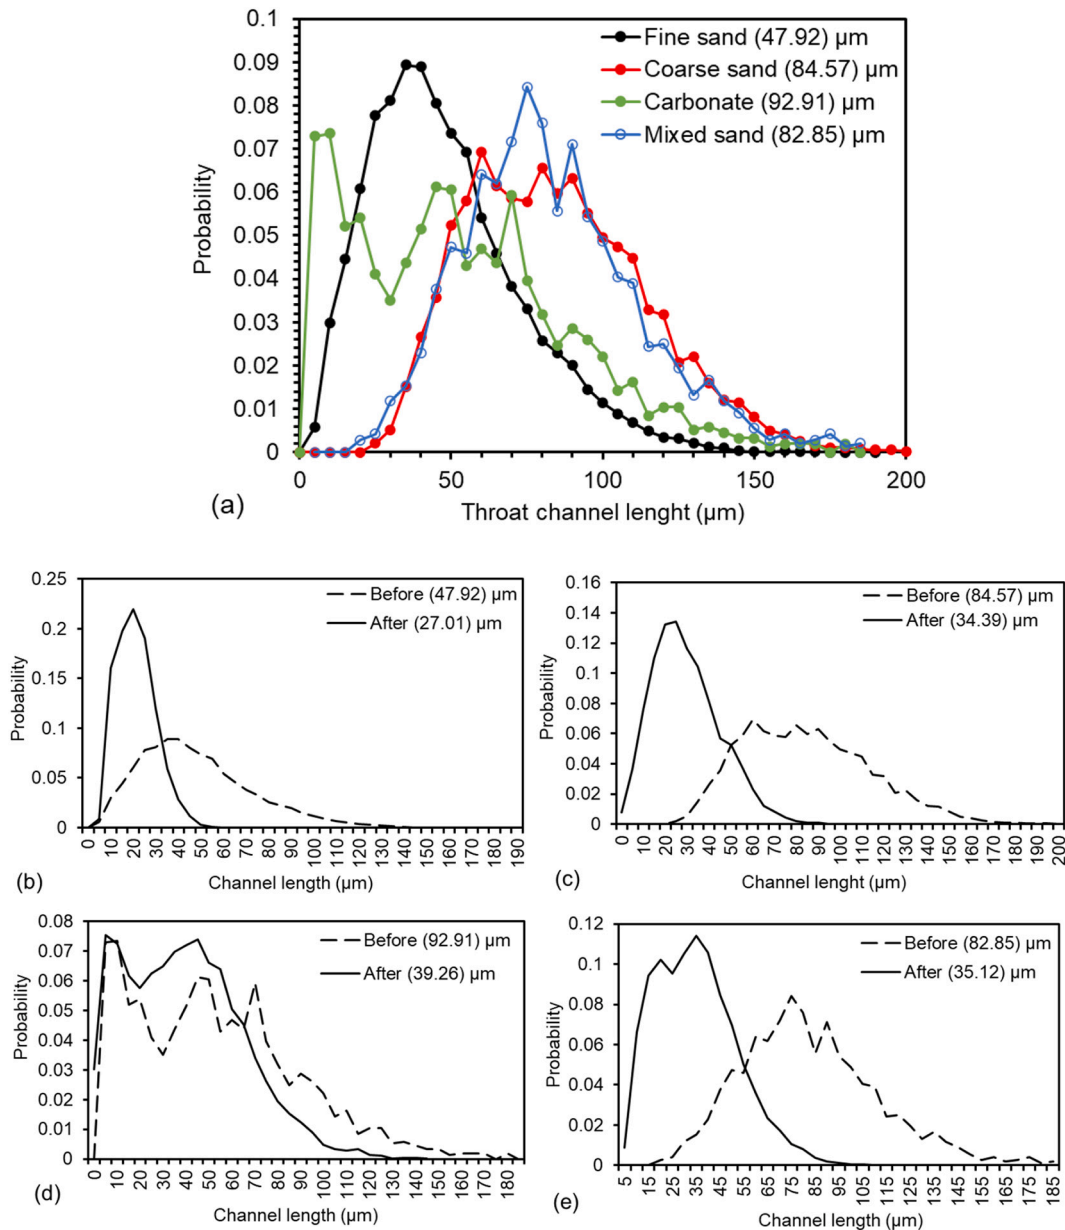 0.1
0.09
0.08
0.07
0.06
0.05
0.04
0.03
0.02
0.01
0
Probability
Fine sand (47.92) µm
Coarse sand (84.57) µm
Carbonate (92.91) µm
Mixed sand (82.85) µm
0 50 100 150 200
(a)
Throat channel lenght (µm)
0.25
0.2
0.15
0.1
0.05
0
Probability
Before (47.92) µm
After (27.01) µm
0 10 20 30 40 50 60 70 80 90 100 110 120 130 140 150 160 170 180 190
(b)
Channel length (µm)
0.16
0.14
0.12
0.1
0.08
0.06
0.04
0.02
0
Probability
Before (84.57) µm
After (34.39) µm
0 10 20 30 40 50 60 70 80 90 100 110 120 130 140 150 160 170 180 190 200
(c)
Channel lenght (µm)
0.08
0.07
0.06
0.05
0.04
0.03
0.02
0.01
0
Probability
Before (92.91) µm
After (39.26) µm
0 10 20 30 40 50 60 70 80 90 100 110 120 130 140 150 160 170 180
(d)
Channel length (µm)
0.12
0.1
0.08
0.06
0.04
0.02
0
Probability
Before (82.85) µm
After (35.12) µm
5 15 25 35 45 55 65 75 85 95 105 115 125 135 145 155 165 175 185
(e)
Channel length (µm)